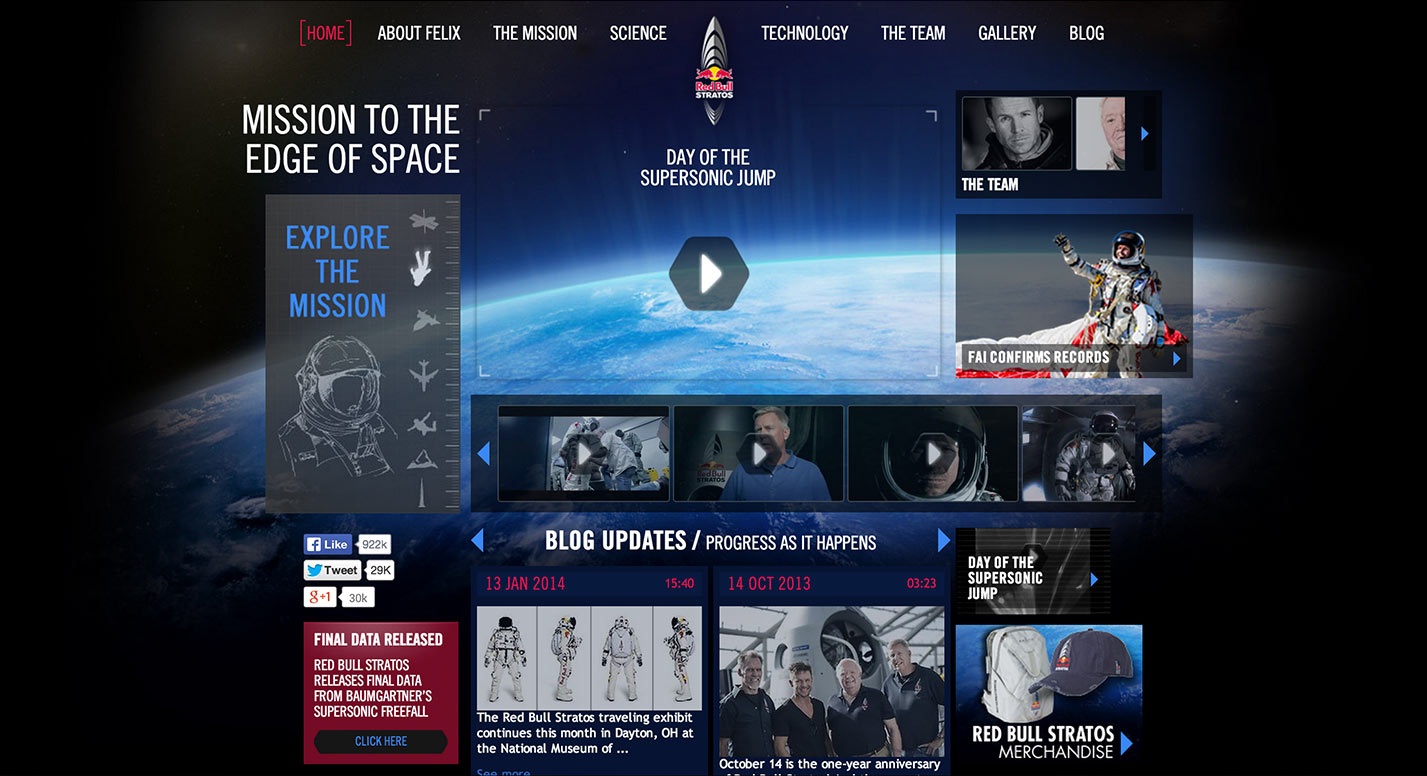 [HOME]
ABOUT FELIX
THE MISSION
SCIENCE
Red Bull
STRATOS
TECHNOLOGY
THE TEAM
GALLERY
BLOG
MISSION TO THE
EDGE OF SPACE
EXPLORE
THE
MISSION
DAY OF THE
SUPERSONIC JUMP
THE TEAM
FAI CONFIRMS RECORDS
Red Bull
STRATOS
Like 922k
Tweet 29K
g+1 30k
FINAL DATA RELEASED
RED BULL STRATOS
RELEASES FINAL DATA
FROM BAUMGARTNER'S
SUPERSONIC FREEFALL
CLICK HERE
BLOG UPDATES / PROGRESS AS IT HAPPENS
13 JAN 2014 15:40
The Red Bull Stratos traveling exhibit
continues this month in Dayton, OH at
the National Museum of ...
See more
14 OCT 2013 03:23
October 14 is the one-year anniversary
DAY OF THE
SUPERSONIC
JUMP
RED BULL STRATOS
MERCHANDISE